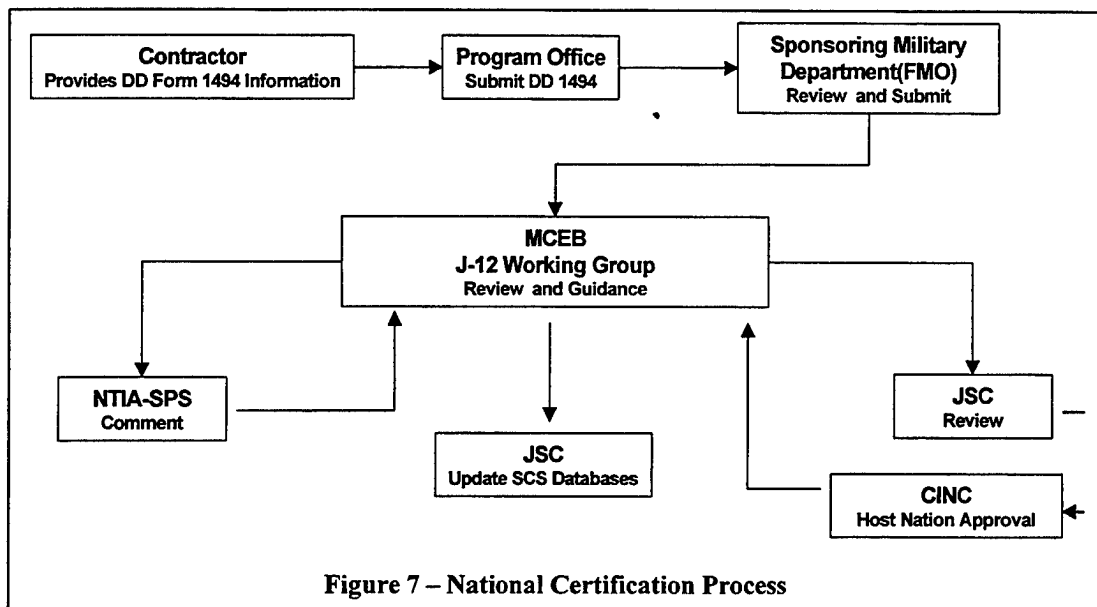 Contractor
Provides DD Form 1494 Information
Program Office
Submit DD 1494
Sponsoring Military
Department(FMO)
Review and Submit
MCEB
J-12 Working Group
Review and Guidance
NTIA-SPS
Comment
JSC
Update SCS Databases
JSC
Review
CINC
Host Nation Approval
Figure 7 – National Certification Process